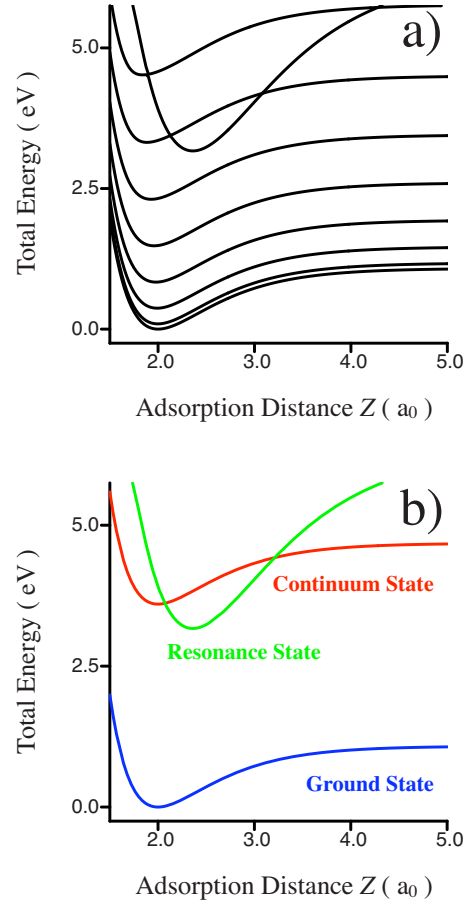 a)
5.0
2.5
0.0
Total Energy ( eV )
2.0 3.0 4.0 5.0
Adsorption Distance Z ( a0 )
b)
5.0
Continuum State
2.5
Resonance State
Total Energy ( eV )
Ground State
0.0
2.0 3.0 4.0 5.0
Adsorption Distance Z ( a0 )